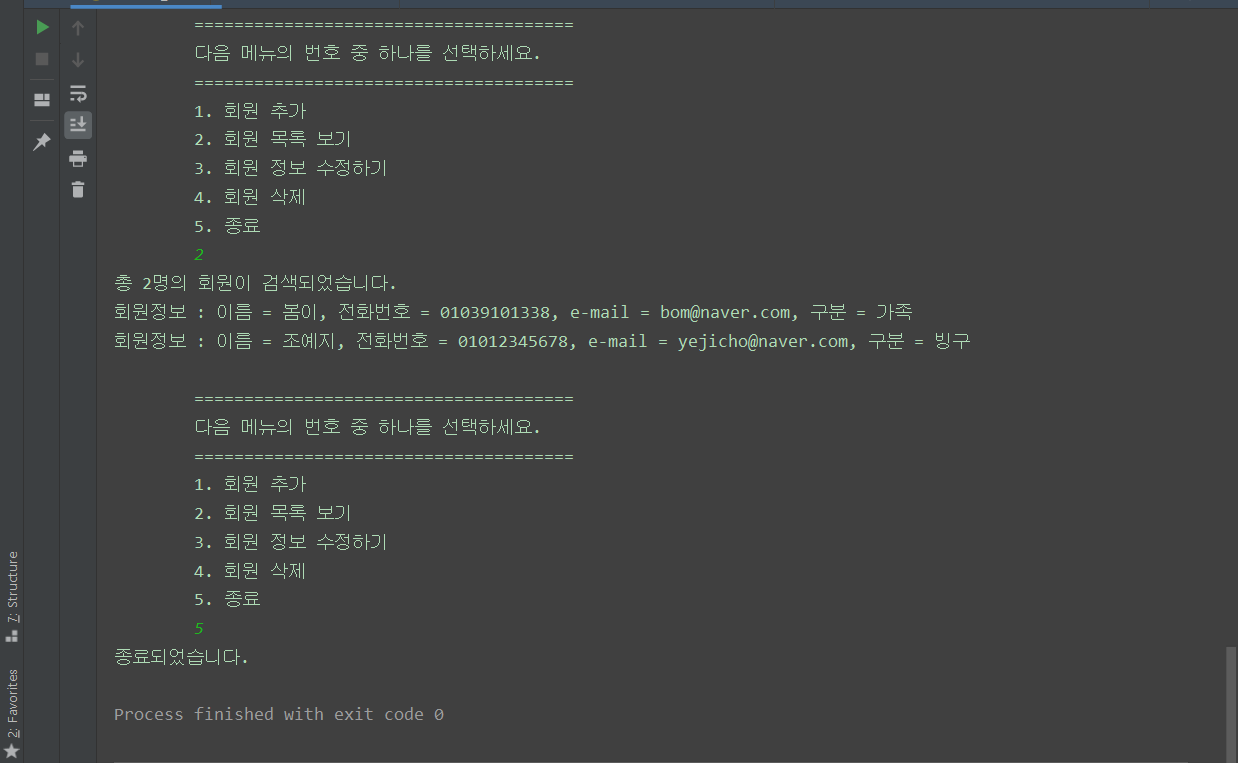 ======================================
다음 메뉴의 번호 중 하나를 선택하세요.
======================================
1. 회원 추가
2. 회원 목록 보기
3. 회원 정보 수정하기
4. 회원 삭제
5. 종료
2
총 2명의 회원이 검색되었습니다.
회원정보 : 이름 = 봄이, 전화번호 = 01039101338, e-mail = bom@naver.com, 구분 = 가족
회원정보 : 이름 = 조예지, 전화번호 = 01012345678, e-mail = yejicho@naver.com, 구분 = 빙구
======================================
다음 메뉴의 번호 중 하나를 선택하세요.
======================================
1. 회원 추가
2. 회원 목록 보기
3. 회원 정보 수정하기
4. 회원 삭제
5. 종료
5
종료되었습니다.
Process finished with exit code 0
7: Structure
2: Favorites